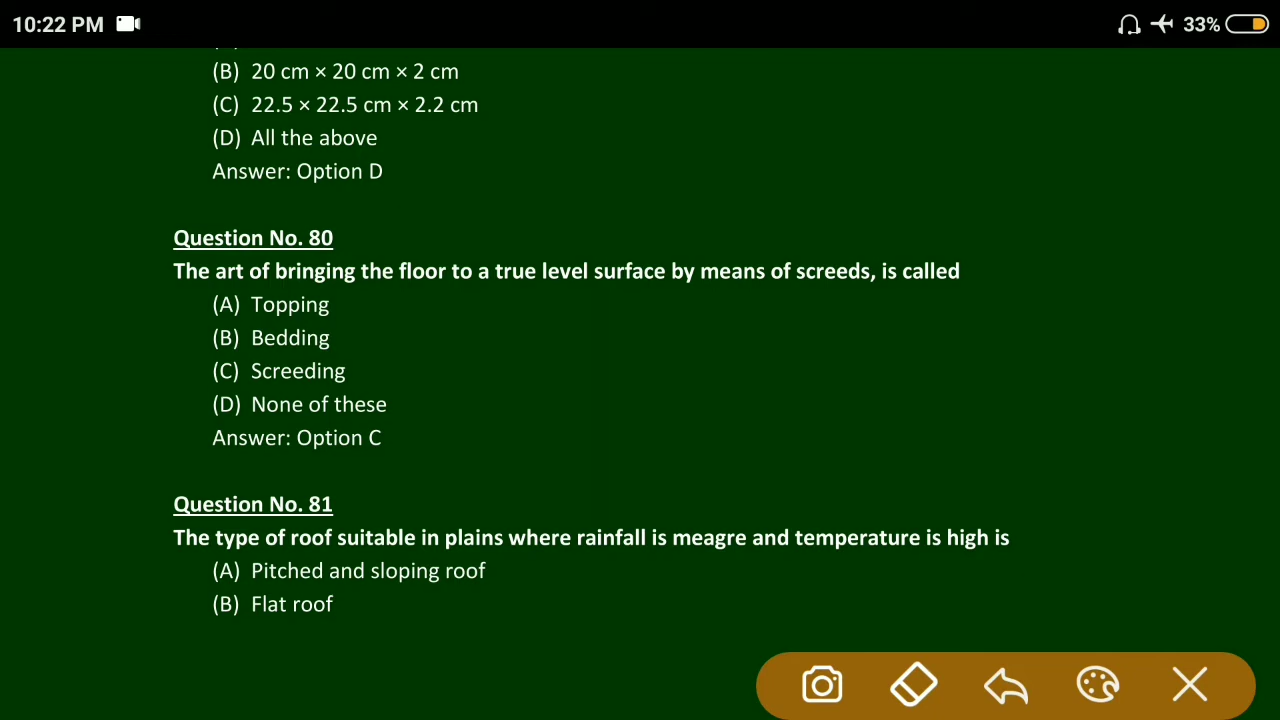 10:22 PM 33%
(B) 20 cm × 20 cm × 2 cm
(C) 22.5 × 22.5 cm × 2.2 cm
(D) All the above
Answer: Option D
Question No. 80
The art of bringing the floor to a true level surface by means of screeds, is called
(A) Topping
(B) Bedding
(C) Screeding
(D) None of these
Answer: Option C
Question No. 81
The type of roof suitable in plains where rainfall is meagre and temperature is high is
(A) Pitched and sloping roof
(B) Flat roof